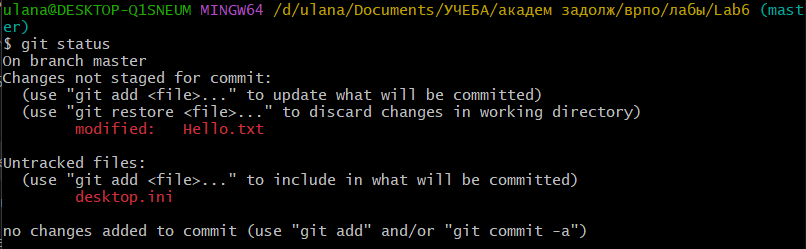 ulana@DESKTOP-Q1SNEUM MINGW64 /d/ulana/Documents/УЧЕБА/академ задолж/врпо/лабы/Lab6 (mast
er)
$ git status
On branch master
Changes not staged for commit:
  (use "git add <file>..." to update what will be committed)
  (use "git restore <file>..." to discard changes in working directory)
        modified:   Hello.txt

Untracked files:
  (use "git add <file>..." to include in what will be committed)
        desktop.ini

no changes added to commit (use "git add" and/or "git commit -a")